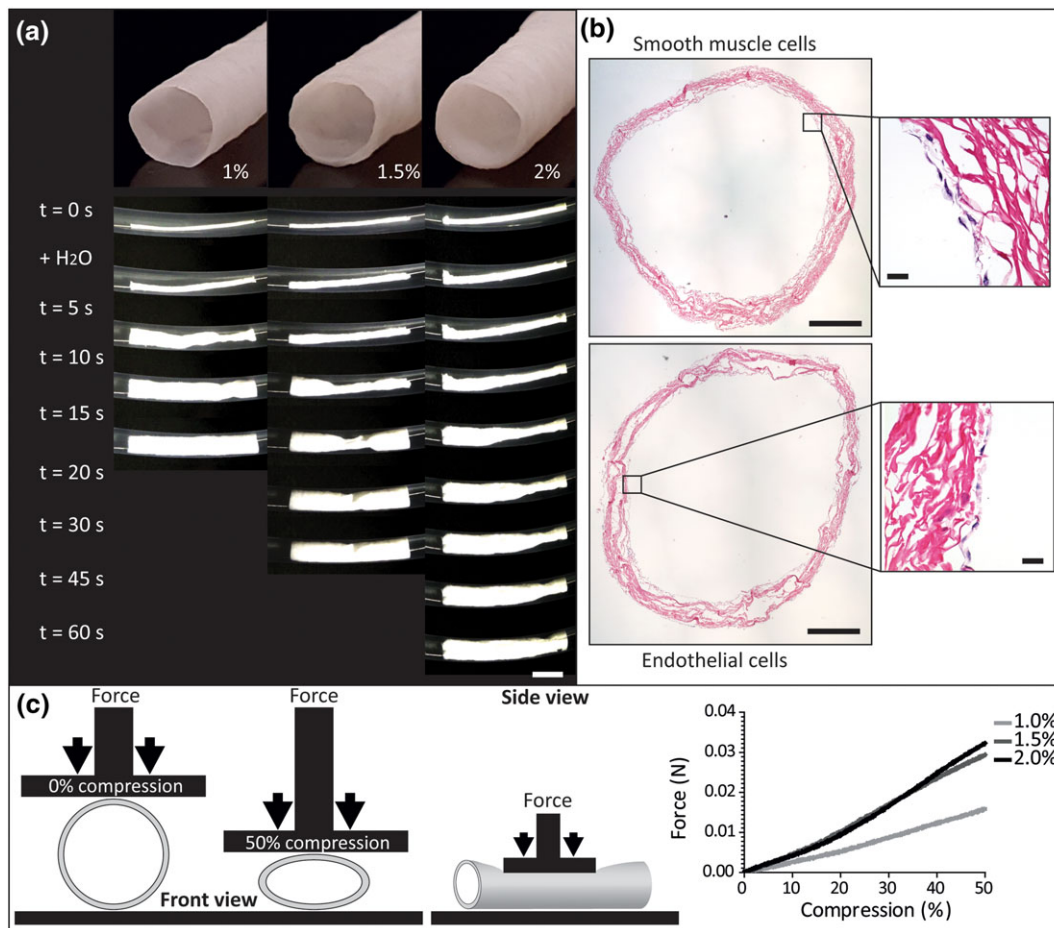 (a)
1%
1.5%
2%
t = 0 s
+ H2O
t = 5 s
t = 10 s
t = 15 s
t = 20 s
t = 30 s
t = 45 s
t = 60 s
(b)
Smooth muscle cells
Endothelial cells
(c)
Force
0% compression
Force
50% compression
Front view
Side view
Force
Force (N)
0.04
0.03
0.02
0.01
0.00
0
10
20
30
40
50
Compression (%)
1.0%
1.5%
2.0%